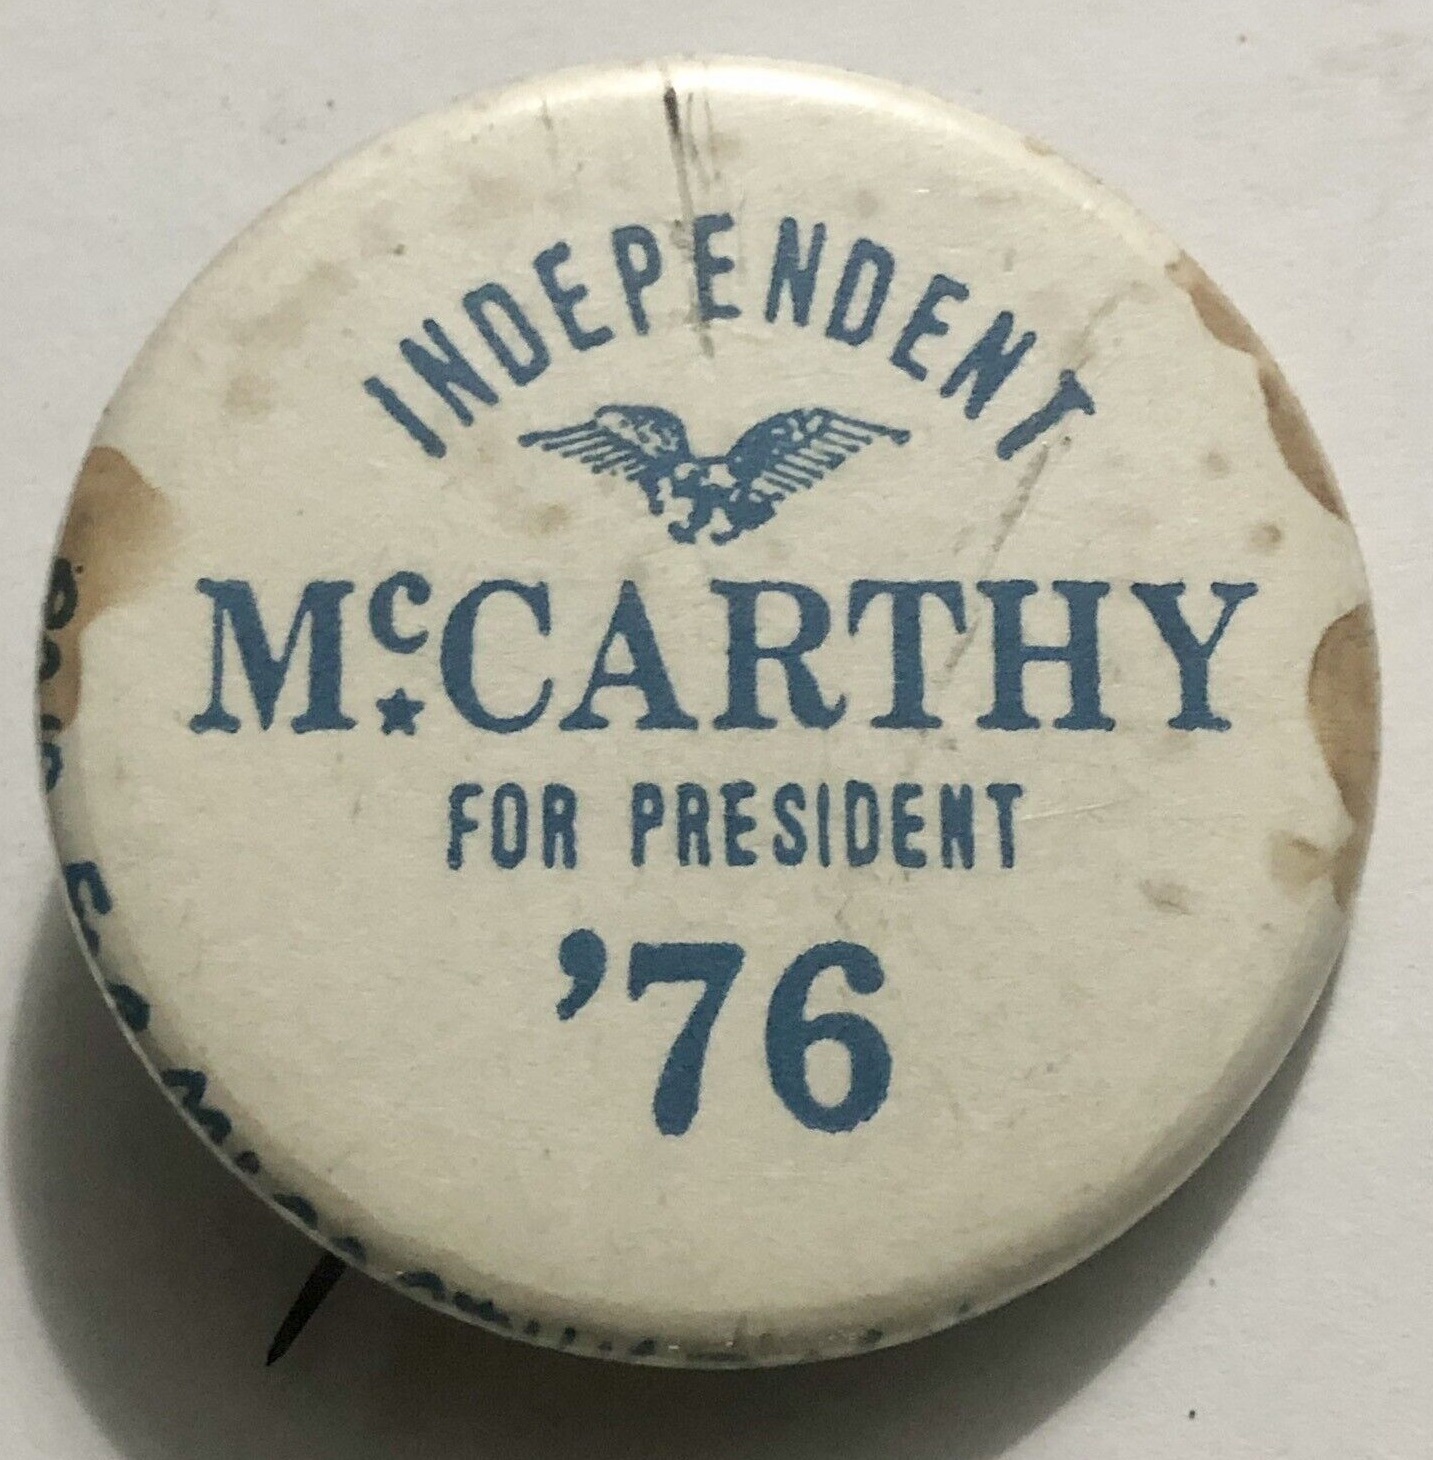 INDEPENDENT
McCARTHY
FOR PRESIDENT
'76